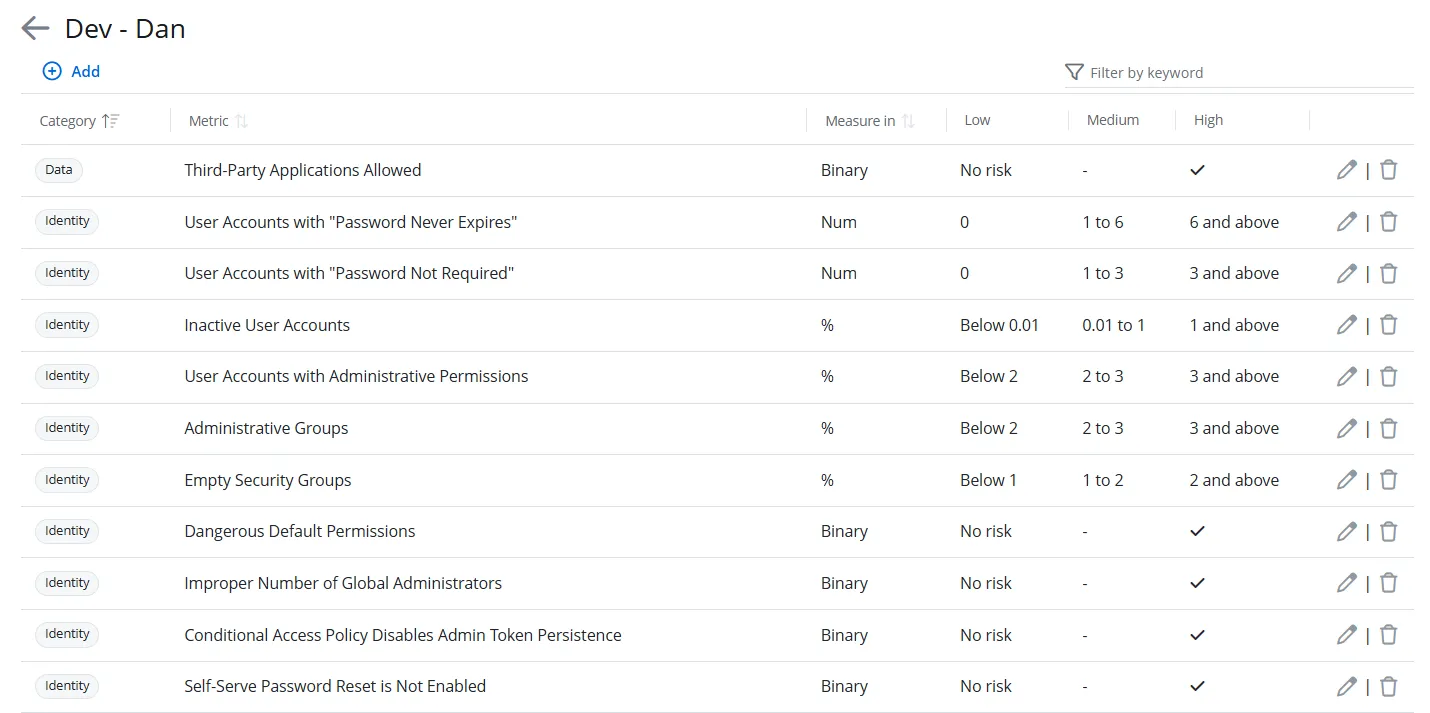 Dev - Dan
Add
Filter by keyword
Category Metric Measure in Low Medium High
Data Third-Party Applications Allowed Binary No risk - ✓ |
Identity User Accounts with "Password Never Expires" Num 0 1 to 6 6 and above |
Identity User Accounts with "Password Not Required" Num 0 1 to 3 3 and above |
Identity Inactive User Accounts % Below 0.01 0.01 to 1 1 and above |
Identity User Accounts with Administrative Permissions % Below 2 2 to 3 3 and above |
Identity Administrative Groups % Below 2 2 to 3 3 and above |
Identity Empty Security Groups % Below 1 1 to 2 2 and above |
Identity Dangerous Default Permissions Binary No risk - ✓ |
Identity Improper Number of Global Administrators Binary No risk - ✓ |
Identity Conditional Access Policy Disables Admin Token Persistence Binary No risk - ✓ |
Identity Self-Serve Password Reset is Not Enabled Binary No risk - ✓ |